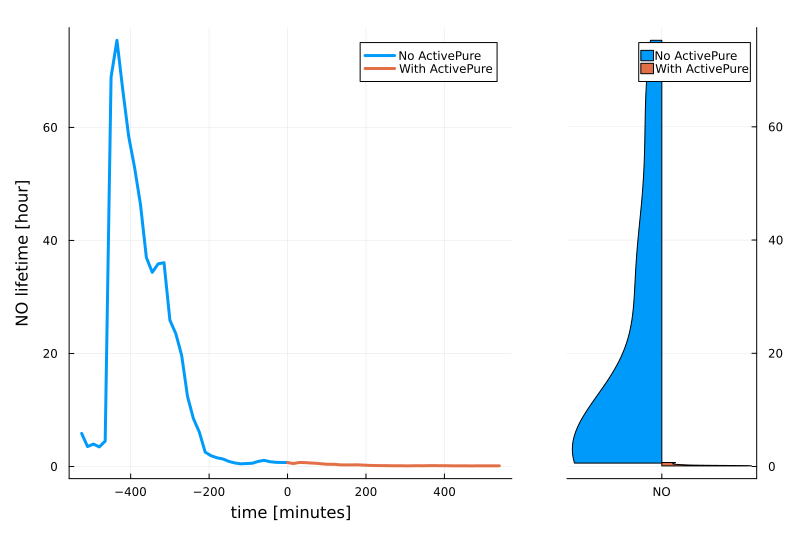 No ActivePure
With ActivePure
No ActivePure
With ActivePure
NO lifetime [hour]
60
40
20
0
60
40
20
0
−400
−200
0
200
400
NO
time [minutes]